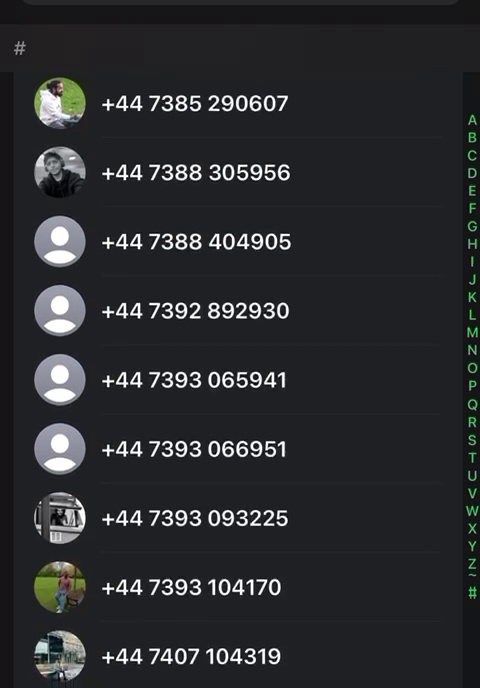 #
+44 7385 290607
+44 7388 305956
+44 7388 404905
+44 7392 892930
+44 7393 065941
+44 7393 066951
+44 7393 093225
+44 7393 104170
+44 7407 104319
A
B
C
D
E
F
G
H
I
J
K
L
M
N
O
P
Q
R
S
T
U
V
W
X
Y
Z
~
#